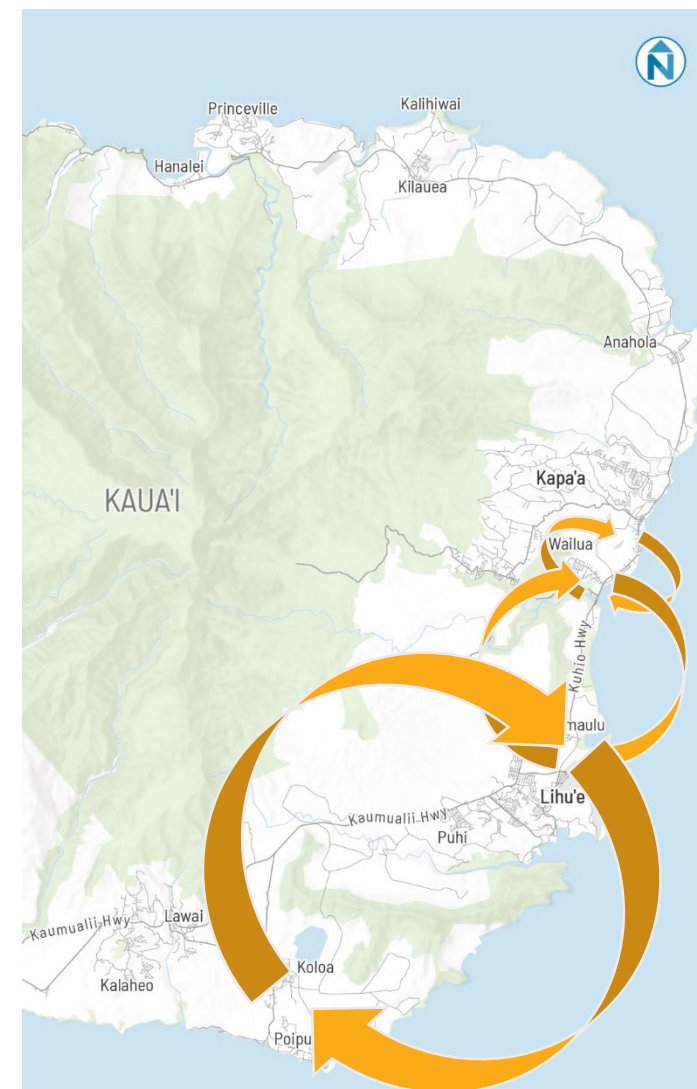 N
Princeville
Kalihiwai
Hanalei
Kilauea
Anahola
Kapa'a
KAUA'I
Wailua
Kuhio Hwy
maulu
Lihu'e
Kaumualii Hwy
Puhi
Kaumualii Hwy
Lawai
Koloa
Kalaheo
Poipu